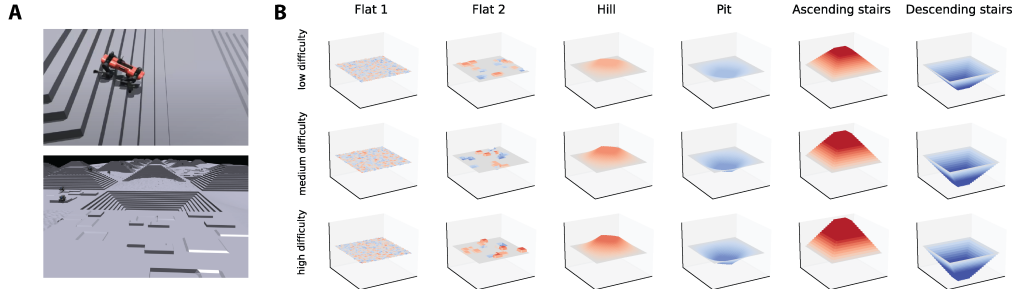 A
B
Flat 1
Flat 2
Hill
Pit
Ascending stairs
Descending stairs
low difficulty
medium difficulty
high difficulty